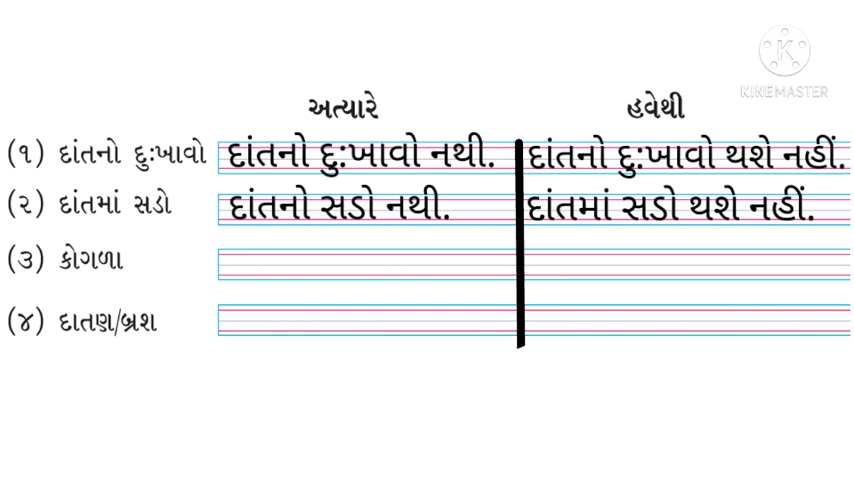 KINEMASTER
અત્યારે હવેથી
(૧) દાંતનો દુઃખાવો દાંતનો દુઃખાવો નથી. દાંતનો દુઃખાવો થશે નહીં.
(૨) દાંતમાં સડો દાંતનો સડો નથી. દાંતમાં સડો થશે નહીં.
(૩) કોગળા
(૪) દાતણ/બ્રશ